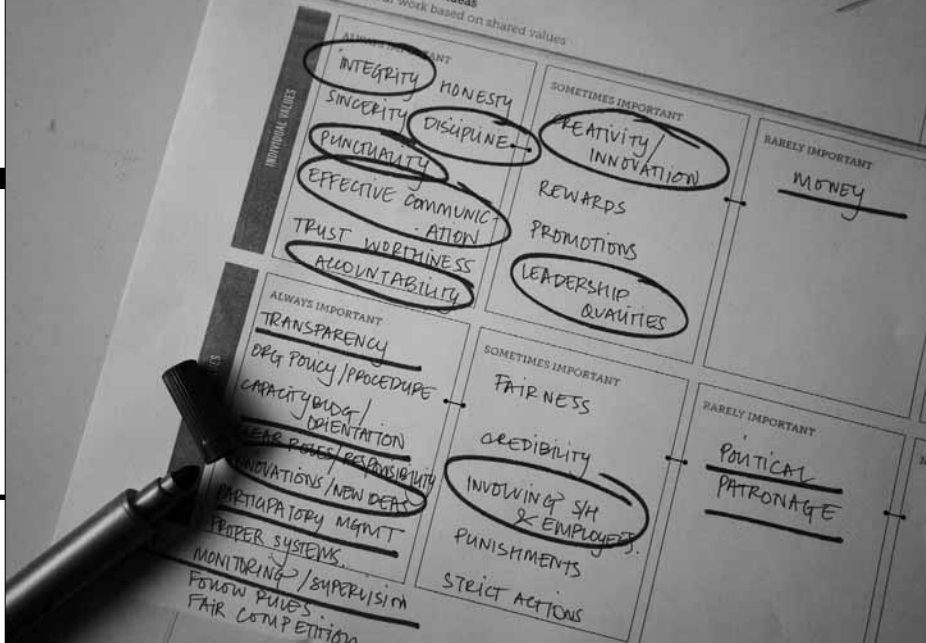 ideas
work based on shared values
INDIVIDUAL VALUES
ALWAYS IMPORTANT
INTEGRITY
HONESTY
SINCERITY
DISCIPLINE
PUNCTUALITY
EFFECTIVE COMMUNIC-
ATION
TRUST WORTHINESS
ACCOUNTABILITY
SOMETIMES IMPORTANT
CREATIVITY/
INNOVATION
REWARDS
PROMOTIONS
LEADERSHIP
QUALITIES
RARELY IMPORTANT
MONEY
ALWAYS IMPORTANT
TRANSPARENCY
ORG POLICY/PROCEDURE
CAPACITY BLDG/
ORIENTATION
CLEAR ROLES/RESPONSIBILITY
INNOVATIONS/NEW IDEAS
PARTICIPATORY MGMT
PROPER SYSTEMS.
MONITORING/SUPERVISION
FOLLOW RULES.
FAIR COMPETITION
SOMETIMES IMPORTANT
FAIRNESS
CREDIBILITY
INVOLVING S/H
& EMPLOYEES.
PUNISHMENTS
STRICT ACTIONS
RARELY IMPORTANT
POLITICAL
PATRONAGE